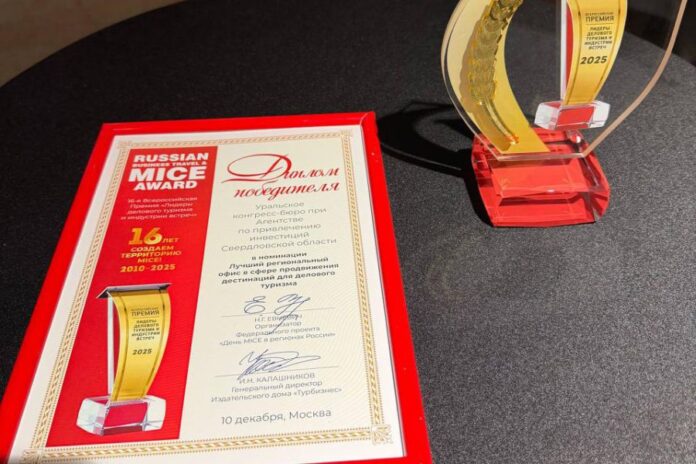 RUSSIAN
BUSINESS TRAVEL &
MICE
AWARD
16-я Всероссийская
Премия «Лидеры
делового туризма
и индустрии встреч»
16 ЛЕТ
СОЗДАЕМ
ТЕРРИТОРИЮ
MICE!
2010-2025
ВСЕРОССИЙСКАЯ
ПРЕМИЯ
ЛИДЕРЫ
ДЕЛОВОГО
ТУРИЗМА И
ИНДУСТРИИ
ВСТРЕЧ
2025
Диплом
победителя
Уральское
конгресс-бюро при
Агентстве
по привлечению
инвестиций
Свердловской области
в номинации
Лучший региональный
офис в сфере продвижения
дестинаций для делового
туризма
Н.Г.
Организатор
Федерального проекта
«День MICE в регионах России»
И.Н. КАЛАШНИКОВ
Генеральный директор
Издательского дома «Турбизнес»
10 декабря, Москва
ВСЕРОССИЙСКАЯ
ПРЕМИЯ
ЛИДЕРЫ
ДЕЛОВОГО
ТУРИЗМА И
ИНДУСТРИИ
ВСТРЕЧ
2025